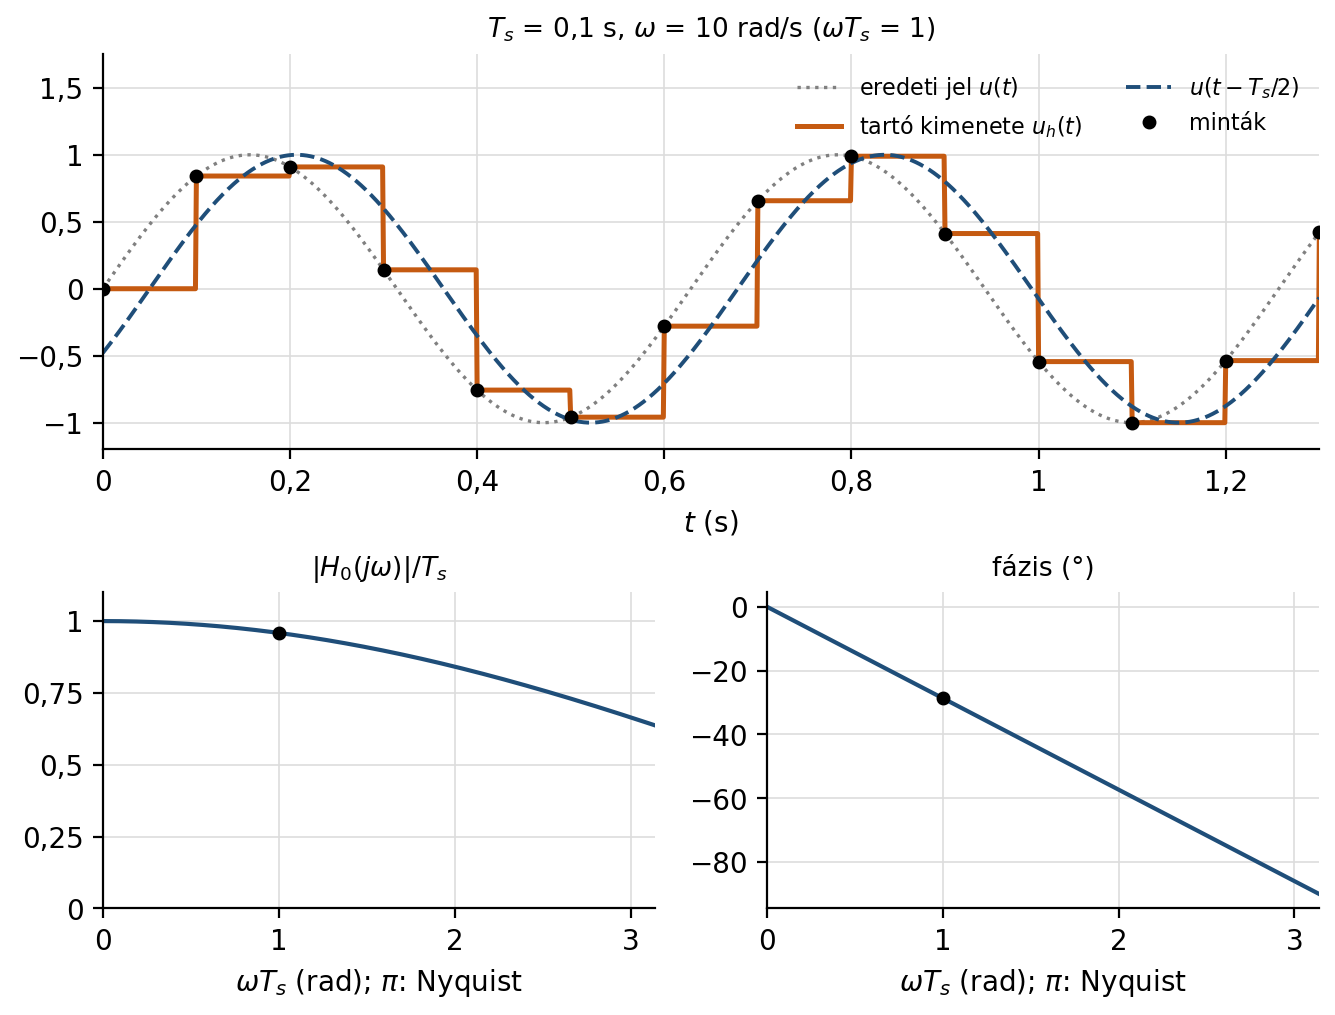 T_s = 0,1 s, ω = 10 rad/s (ωT_s = 1)
eredeti jel u(t)
tartó kimenete u_h(t)
u(t − T_s/2)
minták
1,5
1
0,5
0
−0,5
−1
0 0,2 0,4 0,6 0,8 1 1,2
t (s)
|H_0(jω)|/T_s
1
0,75
0,5
0,25
0
0 1 2 3
ωT_s (rad); π: Nyquist
fázis (°)
0
−20
−40
−60
−80
0 1 2 3
ωT_s (rad); π: Nyquist